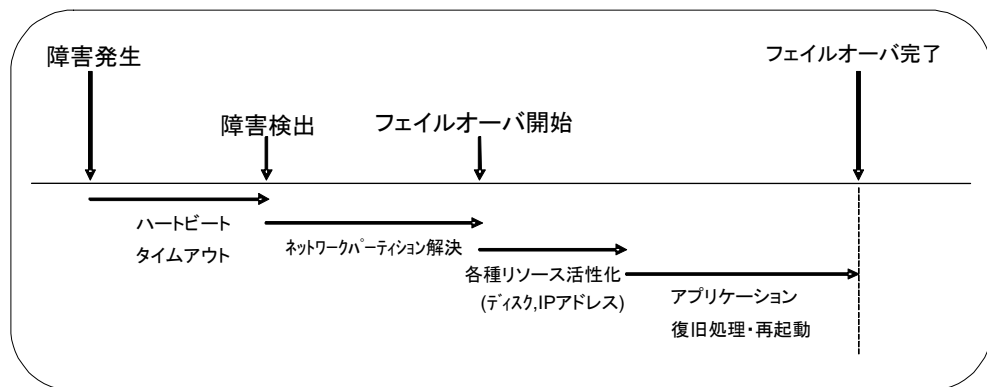 障害発生
フェイルオーバ完了
障害検出
フェイルオーバ開始
ハートビート
タイムアウト
ﾈｯﾄﾜｰｸﾊﾟｰﾃｨｼｮﾝ解決
各種リソース活性化
(ﾃﾞｨｽｸ,IPアドレス)
アプリケーション
復旧処理・再起動